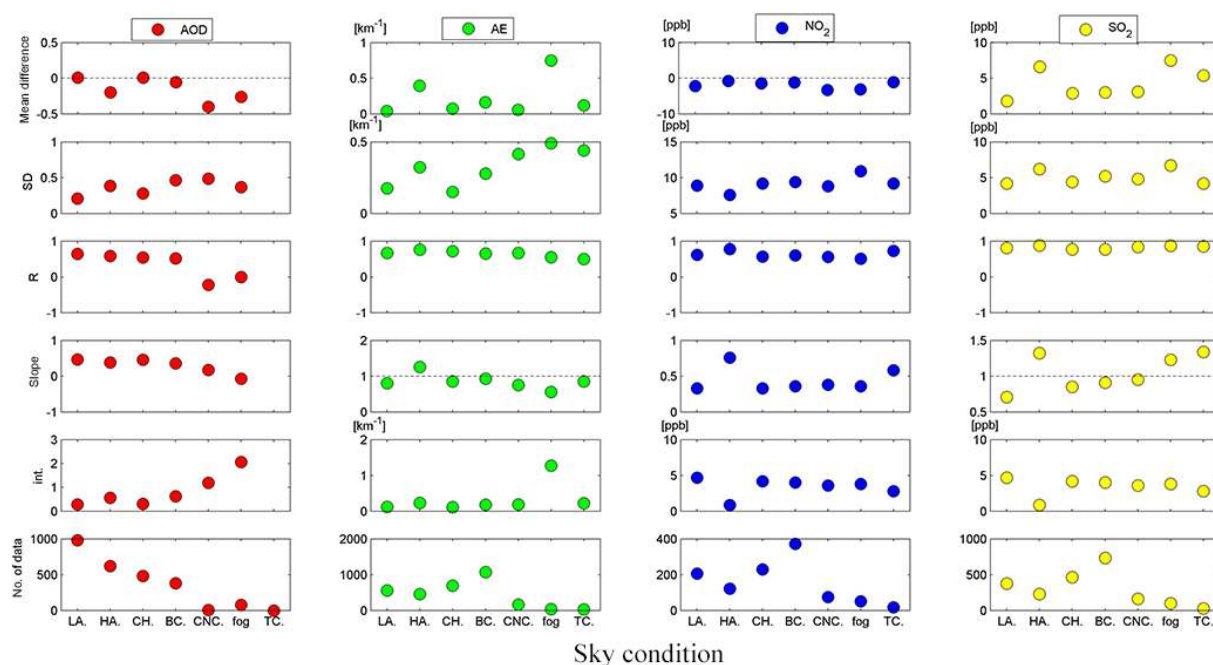 AOD
[km-1] AE
[ppb] NO2
[ppb] SO2
Mean difference
0.5 0 -0.5
1 0.5 0
10 0 -10
10 5 0
SD
1 0.5 0
[km-1] 0.5 0
[ppb] 15 10 5
[ppb] 10 5 0
R
1 0 -1
1 0 -1
1 0 -1
1 0 -1
Slope
1 0 -1
2 1 0
1 0.5 0
1.5 1 0.5
int.
3 2 1 0
[km-1] 4 2 0
[ppb] 10 5 0
[ppb] 10 5 0
No. of data
1000 500 0
2000 1000 0
400 200 0
1000 500 0
LA. HA. CH. BC. CNC. fog TC.
LA. HA. CH. BC. CNC. fog TC.
LA. HA. CH. BC. CNC. fog TC.
LA. HA. CH. BC. CNC. fog TC.
Sky condition